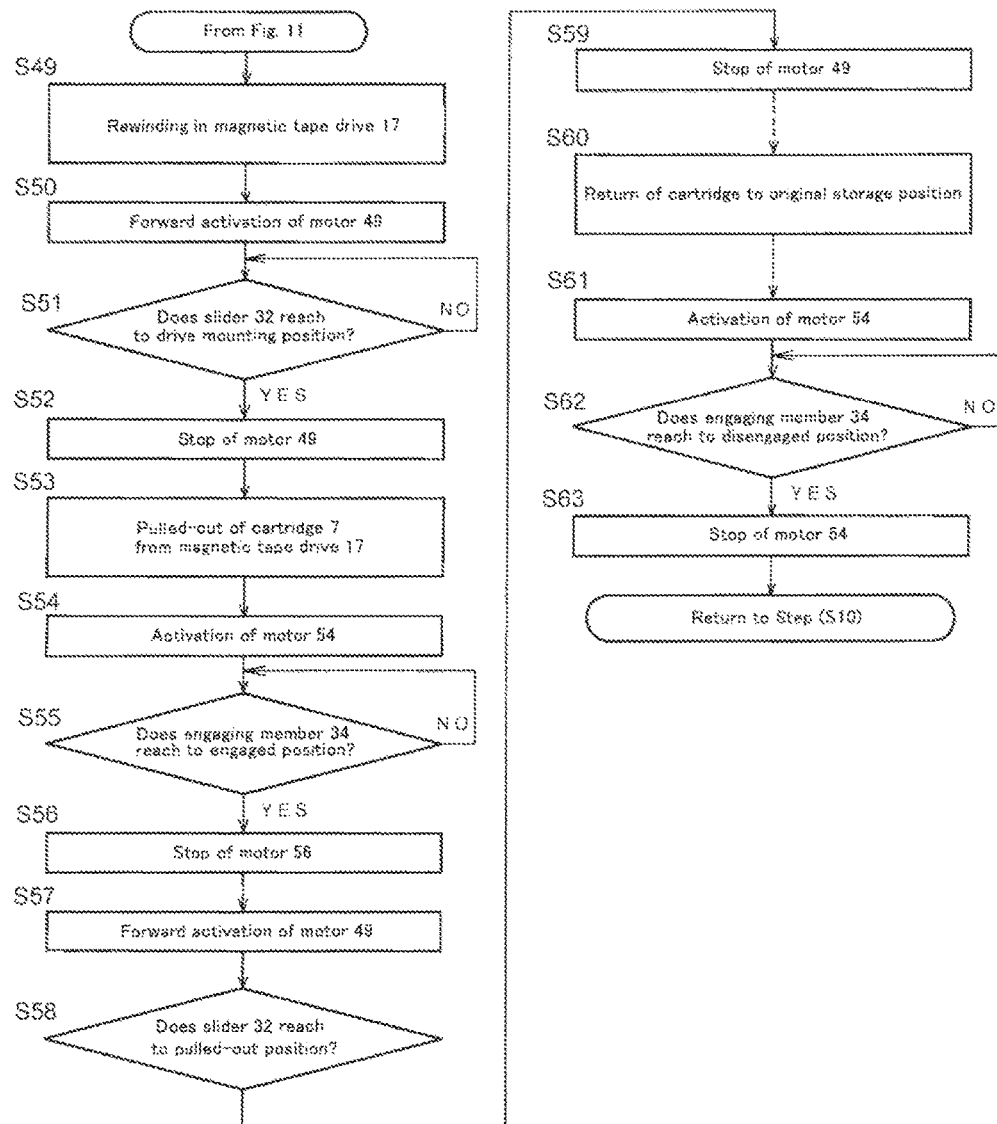 From Fig. 11
S49
Rewinding in magnetic tape drive 17
S50
Forward activation of motor 49
S51
Does slider 32 reach
to drive mounting position?
NO
YES
S52
Stop of motor 49
S53
Pulled-out of cartridge 7
from magnetic tape drive 17
S54
Activation of motor 54
S55
Does engaging member 34
reach to engaged position?
NO
YES
S56
Stop of motor 56
S57
Forward activation of motor 49
S58
Does slider 32 reach
to pulled-out position?
S59
Stop of motor 49
S60
Return of cartridge to original storage position
S61
Activation of motor 54
S62
Does engaging member 34
reach to disengaged position?
NO
YES
S63
Stop of motor 54
Return to Step (S10)